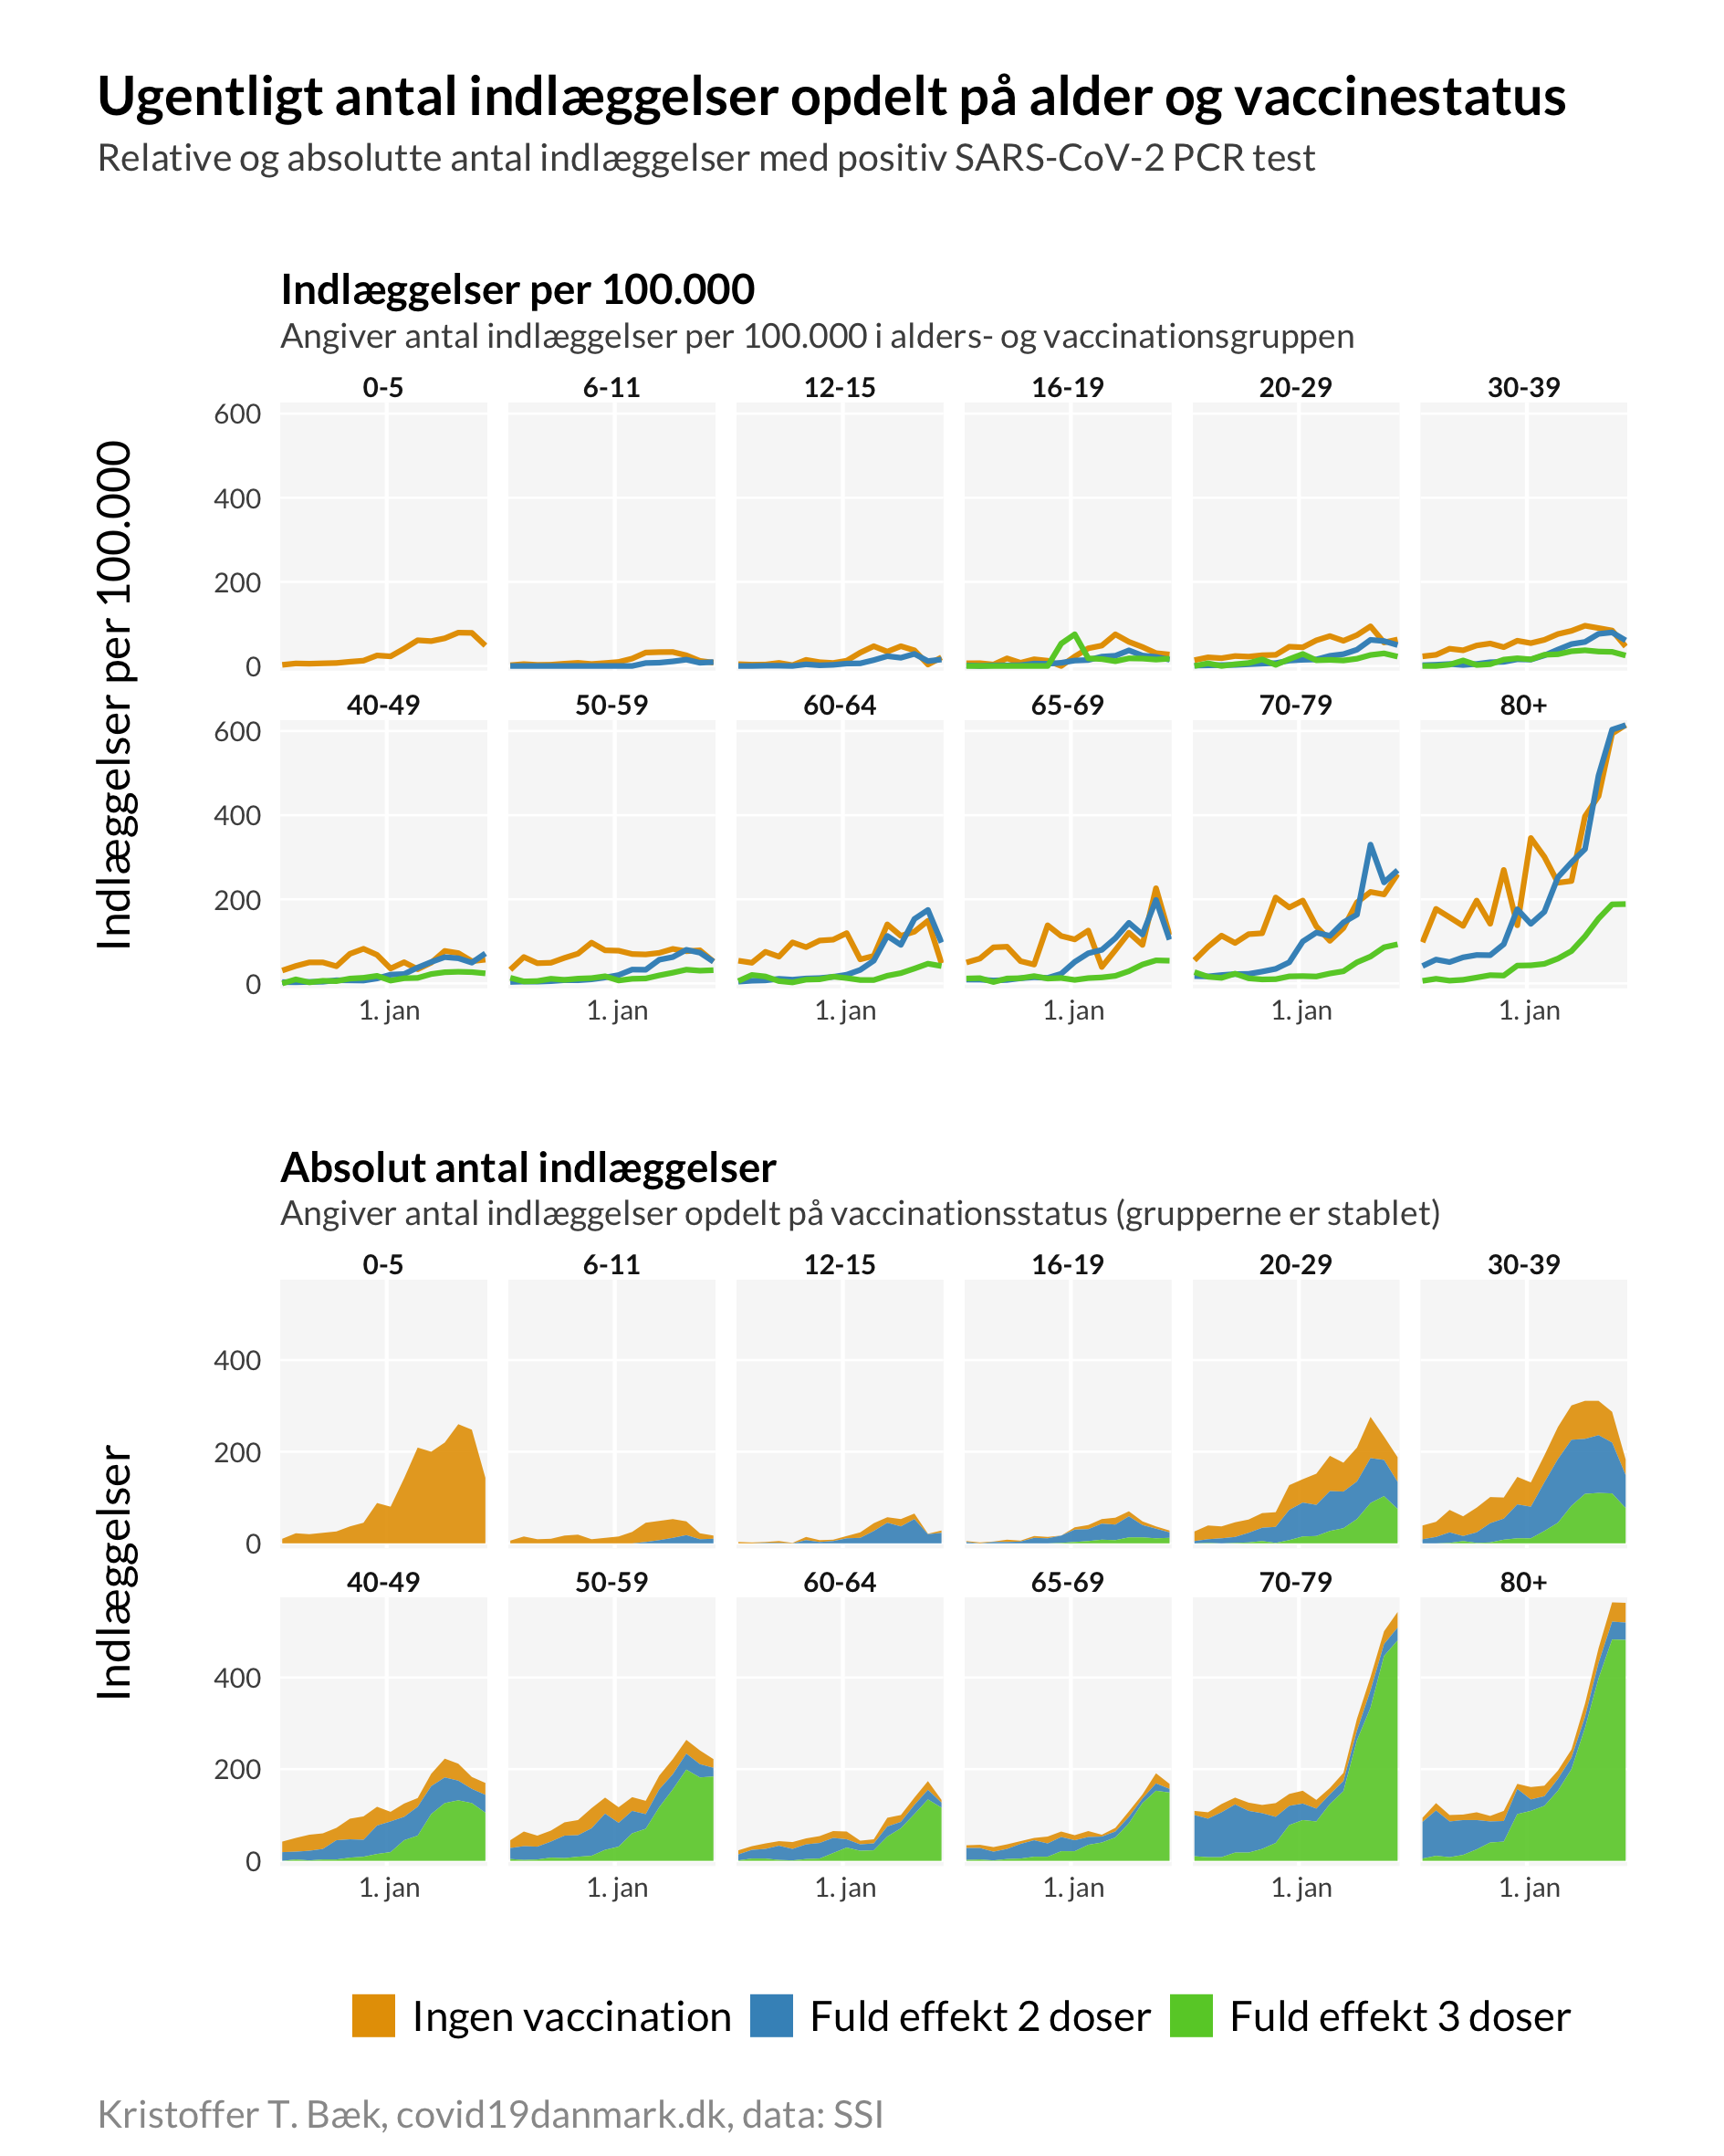 Ugentligt antal indlæggelser opdelt på alder og vaccinestatus
Relative og absolutte antal indlæggelser med positiv SARS-CoV-2 PCR test
Indlæggelser per 100.000
Angiver antal indlæggelser per 100.000 i alders- og vaccinationsgruppen
Indlæggelser per 100.000
0-5 6-11 12-15 16-19 20-29 30-39
600
400
200
0
40-49 50-59 60-64 65-69 70-79 80+
600
400
200
0
1. jan 1. jan 1. jan 1. jan 1. jan 1. jan
Absolut antal indlæggelser
Angiver antal indlæggelser opdelt på vaccinationsstatus (grupperne er stablet)
Indlæggelser
0-5 6-11 12-15 16-19 20-29 30-39
400
200
0
40-49 50-59 60-64 65-69 70-79 80+
400
200
0
1. jan 1. jan 1. jan 1. jan 1. jan 1. jan
Ingen vaccination Fuld effekt 2 doser Fuld effekt 3 doser
Kristoffer T. Bæk, covid19danmark.dk, data: SSI